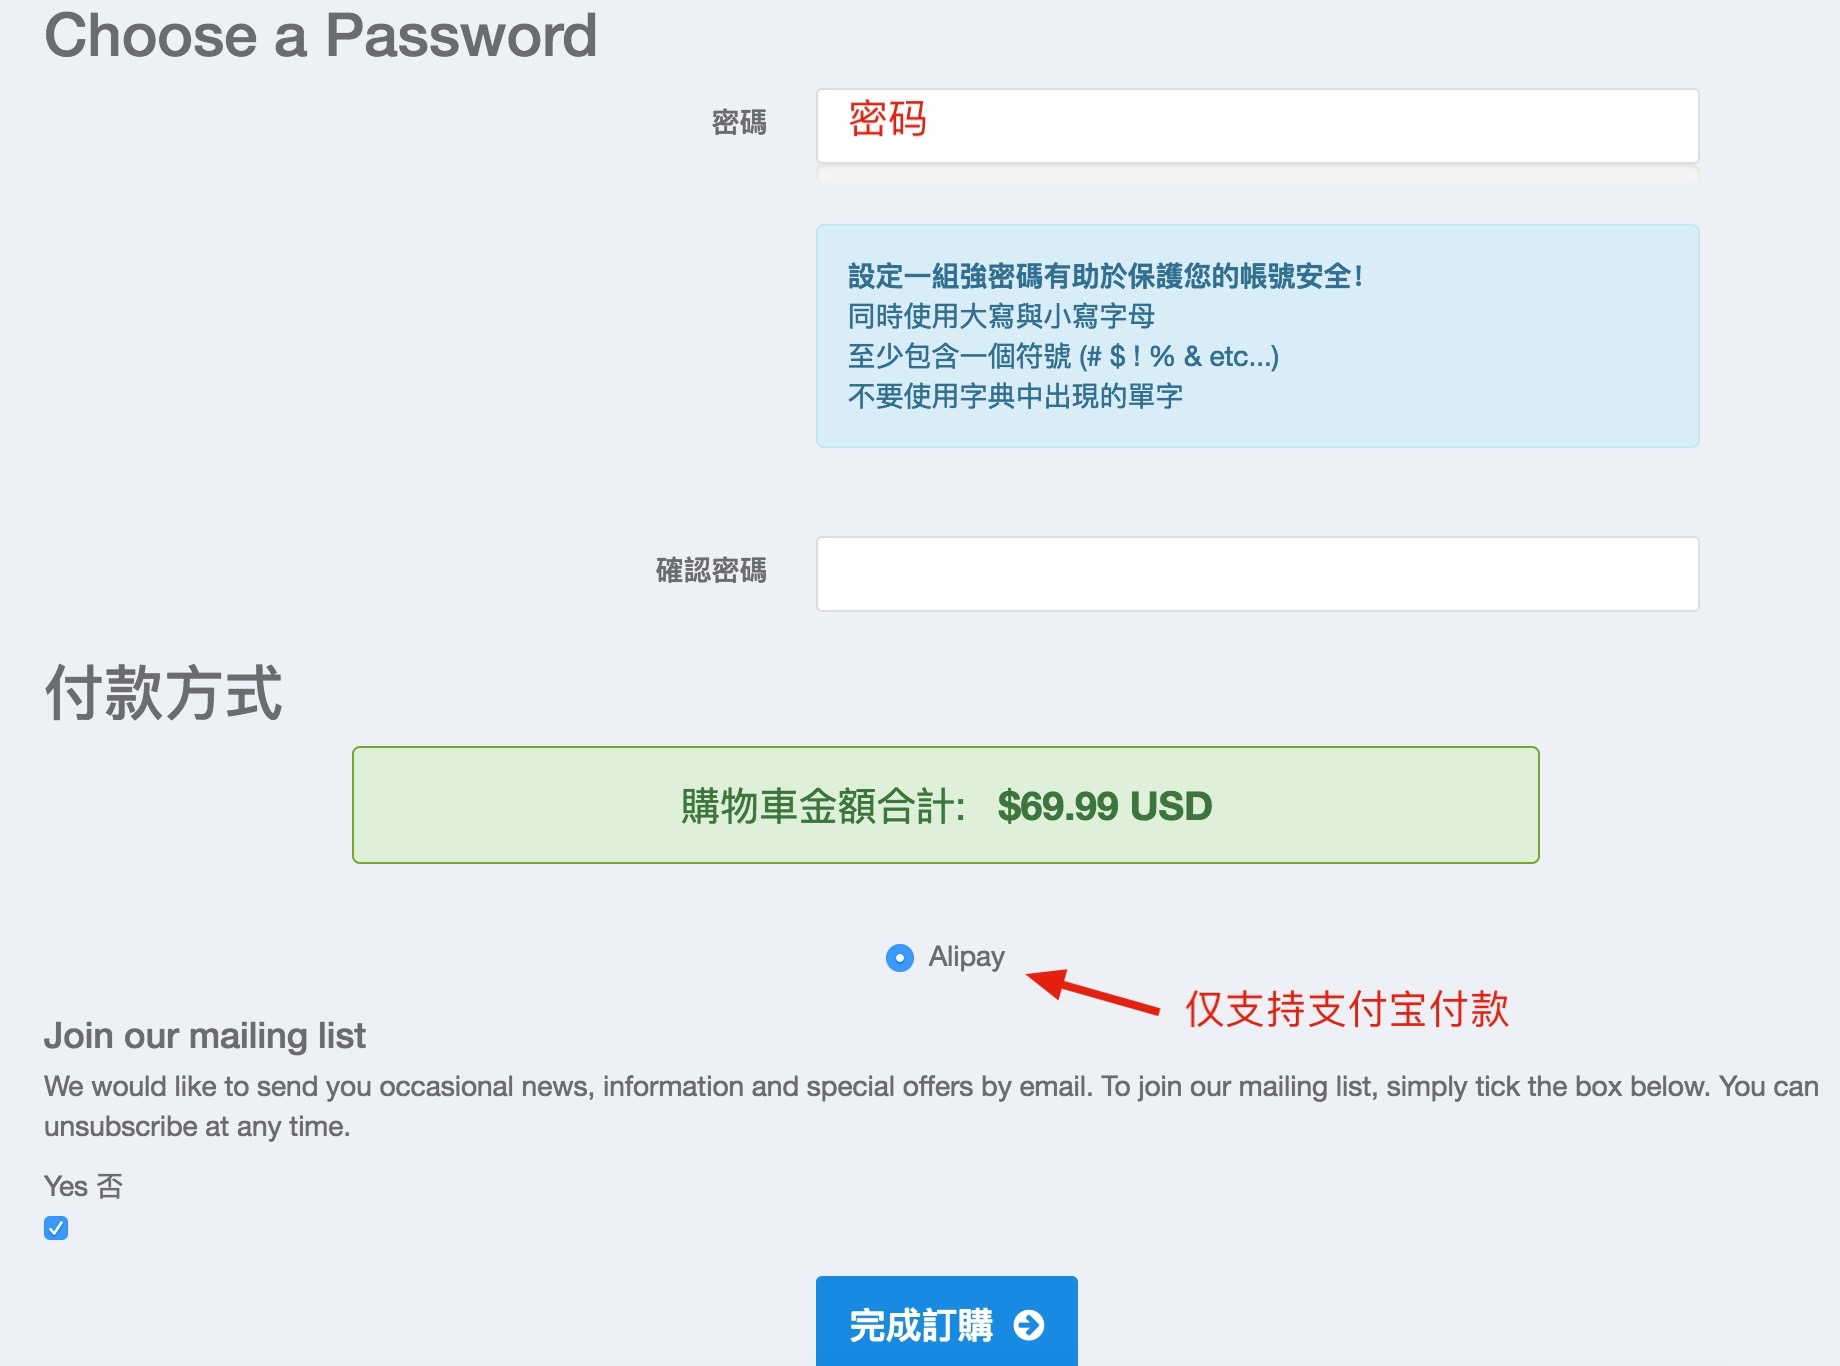 Choose a Password
密碼
密码
設定一組強密碼有助於保護您的帳號安全!
同時使用大寫與小寫字母
至少包含一個符號 (# $ ! % & etc...)
不要使用字典中出現的單字
確認密碼
付款方式
購物車金額合計: $69.99 USD
Alipay
仅支持支付宝付款
Join our mailing list
We would like to send you occasional news, information and special offers by email. To join our mailing list, simply tick the box below. You can
unsubscribe at any time.
Yes 否
完成訂購